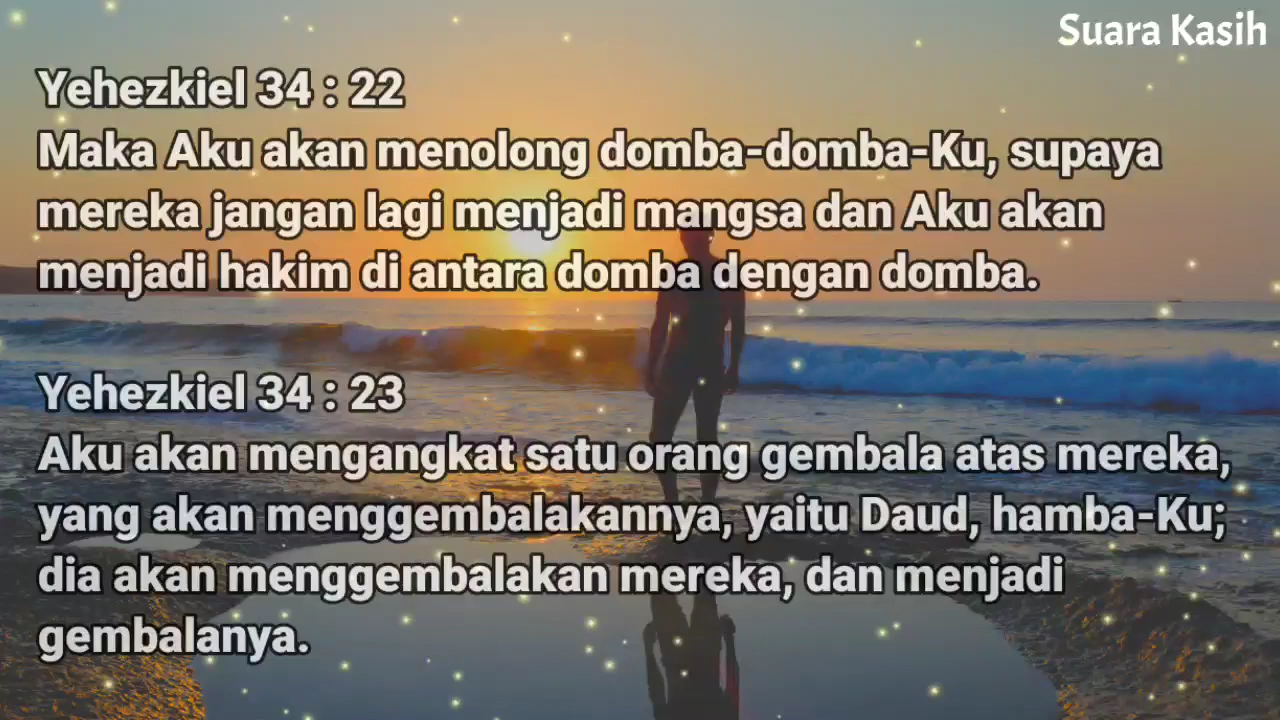 Suara Kasih
Yehezkiel 34 : 22
Maka Aku akan menolong domba-domba-Ku, supaya
mereka jangan lagi menjadi mangsa dan Aku akan
menjadi hakim di antara domba dengan domba.
Yehezkiel 34 : 23
Aku akan mengangkat satu orang gembala atas mereka,
yang akan menggembalakannya, yaitu Daud, hamba-Ku;
dia akan menggembalakan mereka, dan menjadi
gembalanya.